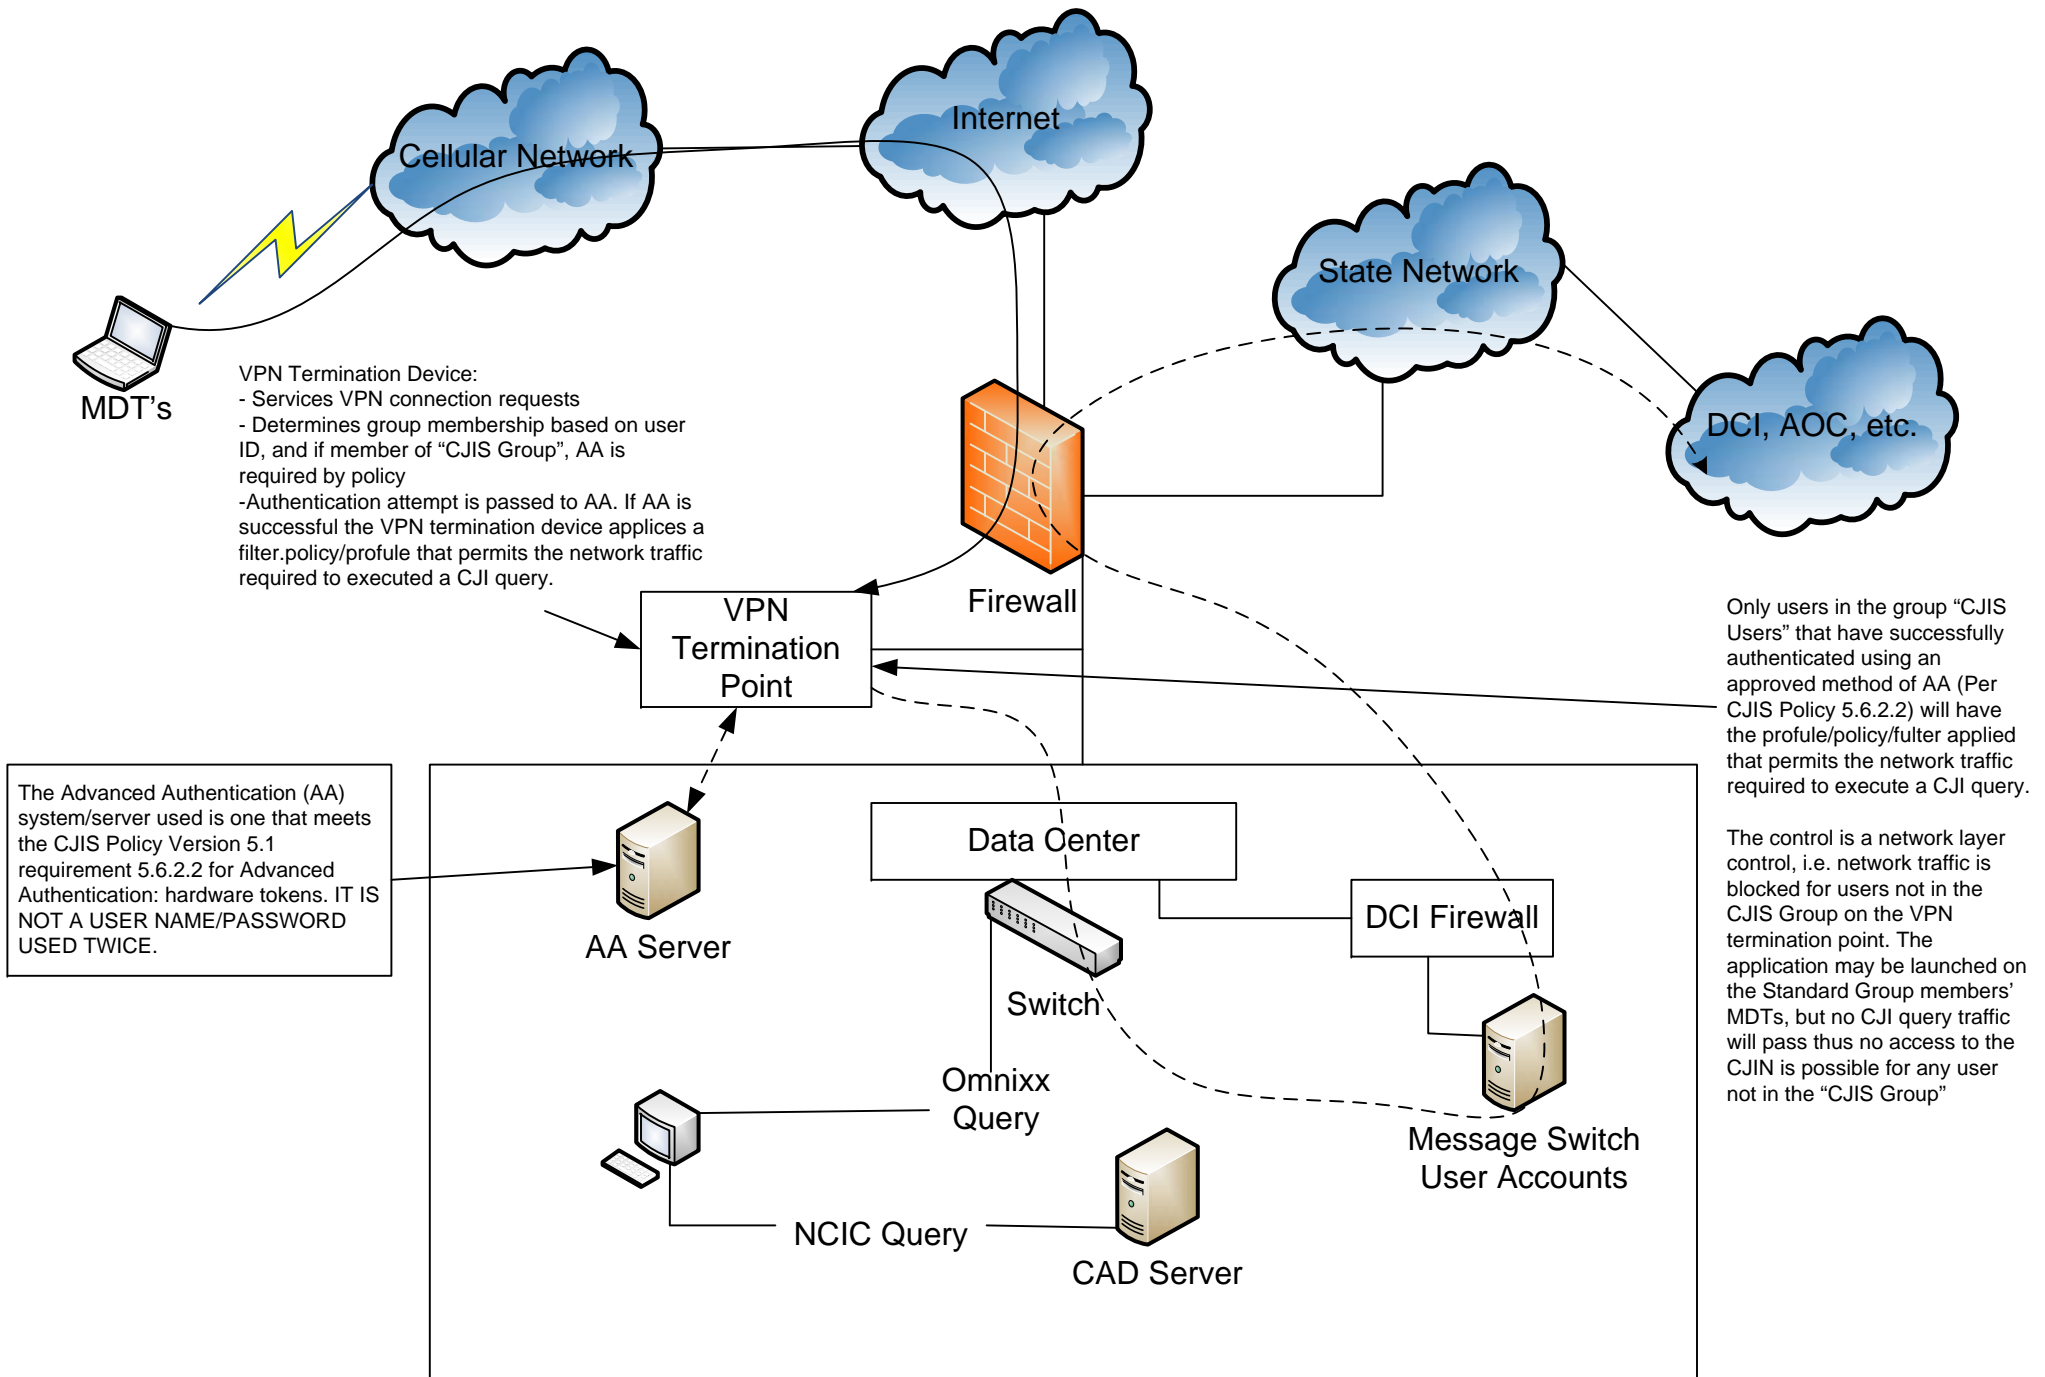 Internet
Cellular Network
State Network
MDT's
DCI, AOC, etc.
VPN Termination Device:
- Services VPN connection requests
- Determines group membership based on user
ID, and if member of “CJIS Group”, AA is
required by policy
-Authentication attempt is passed to AA. If AA is
successful the VPN termination device applices a
filter.policy/profule that permits the network traffic
required to executed a CJI query.
Firewall
VPN
Termination
Point
Only users in the group “CJIS
Users” that have successfully
authenticated using an
approved method of AA (Per
CJIS Policy 5.6.2.2) will have
the profule/policy/fulter applied
that permits the network traffic
required to execute a CJI query.
The control is a network layer
control, i.e. network traffic is
blocked for users not in the
CJIS Group on the VPN
termination point. The
application may be launched on
the Standard Group members’
MDTs, but no CJI query traffic
will pass thus no access to the
CJIN is possible for any user
not in the “CJIS Group”
The Advanced Authentication (AA)
system/server used is one that meets
the CJIS Policy Version 5.1
requirement 5.6.2.2 for Advanced
Authentication: hardware tokens. IT IS
NOT A USER NAME/PASSWORD
USED TWICE.
AA Server
Data Center
DCI Firewall
Switch
Omnixx
Query
Message Switch
User Accounts
NCIC Query
CAD Server